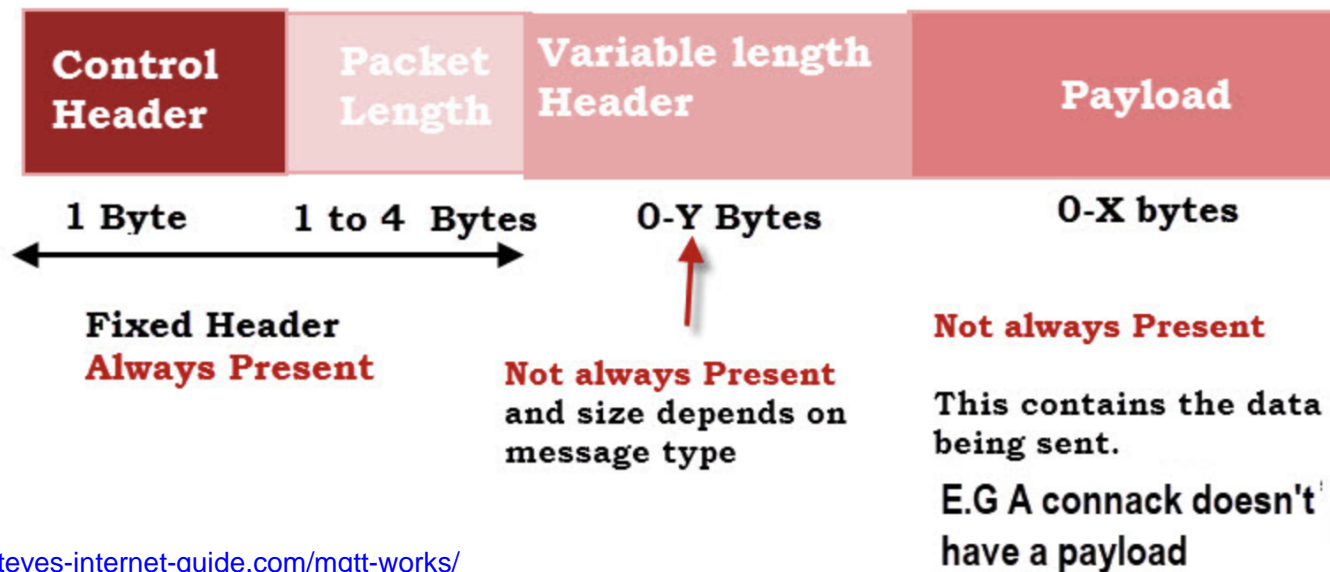 Control
Header
Packet
Length
Variable length
Header
Payload
1 Byte
1 to 4 Bytes
0-Y Bytes
0-X bytes
Fixed Header
Always Present
Not always Present
and size depends on
message type
Not always Present
This contains the data
being sent.
E.G A connack doesn't
have a payload
teves-internet-guide.com/mqtt-works/